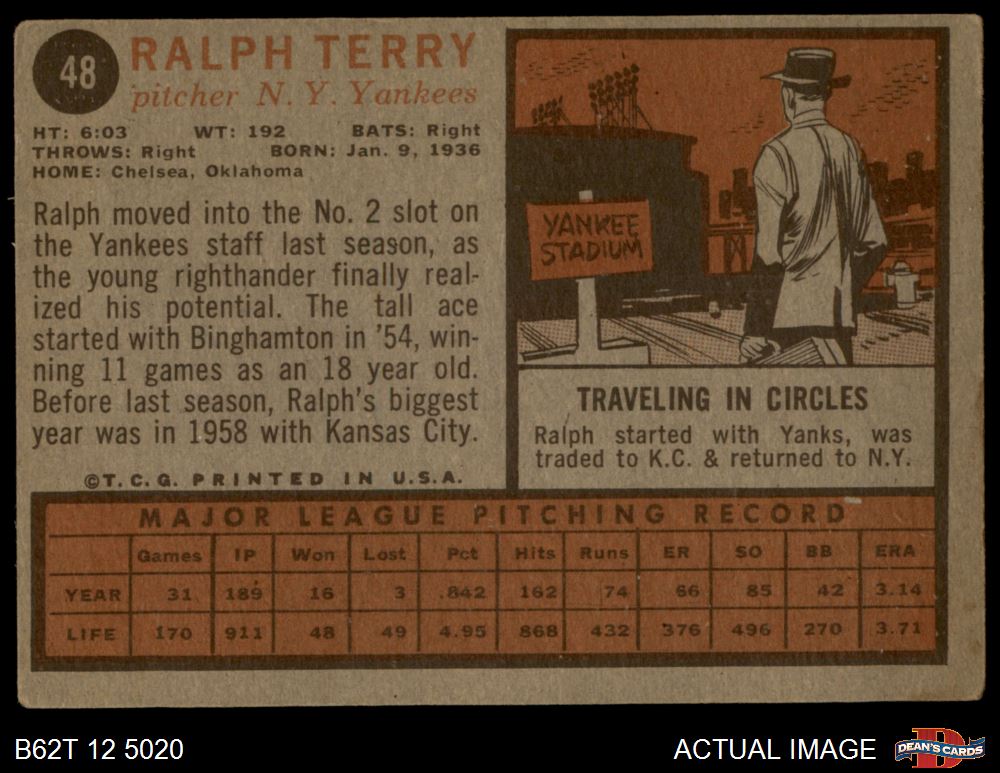 48
RALPH TERRY
pitcher N. Y. Yankees
HT: 6:03 WT: 192 BATS: Right
THROWS: Right BORN: Jan. 9, 1936
HOME: Chelsea, Oklahoma
Ralph moved into the No. 2 slot on
the Yankees staff last season, as
the young righthander finally real-
ized his potential. The tall ace
started with Binghamton in '54, win-
ning 11 games as an 18 year old.
Before last season, Ralph's biggest
year was in 1958 with Kansas City.
©T.C.G. PRINTED IN U.S.A.
YANKEE
STADIUM
TRAVELING IN CIRCLES
Ralph started with Yanks, was
traded to K.C. & returned to N.Y.
MAJOR LEAGUE PITCHING RECORD
Games IP Won Lost Pct Hits Runs ER SO BB ERA
YEAR 31 189 16 3 .842 162 74 66 85 42 3.14
LIFE 170 911 48 49 4.95 868 432 376 496 270 3.71
B62T 12 5020
ACTUAL IMAGE
D
DEAN'S CARDS